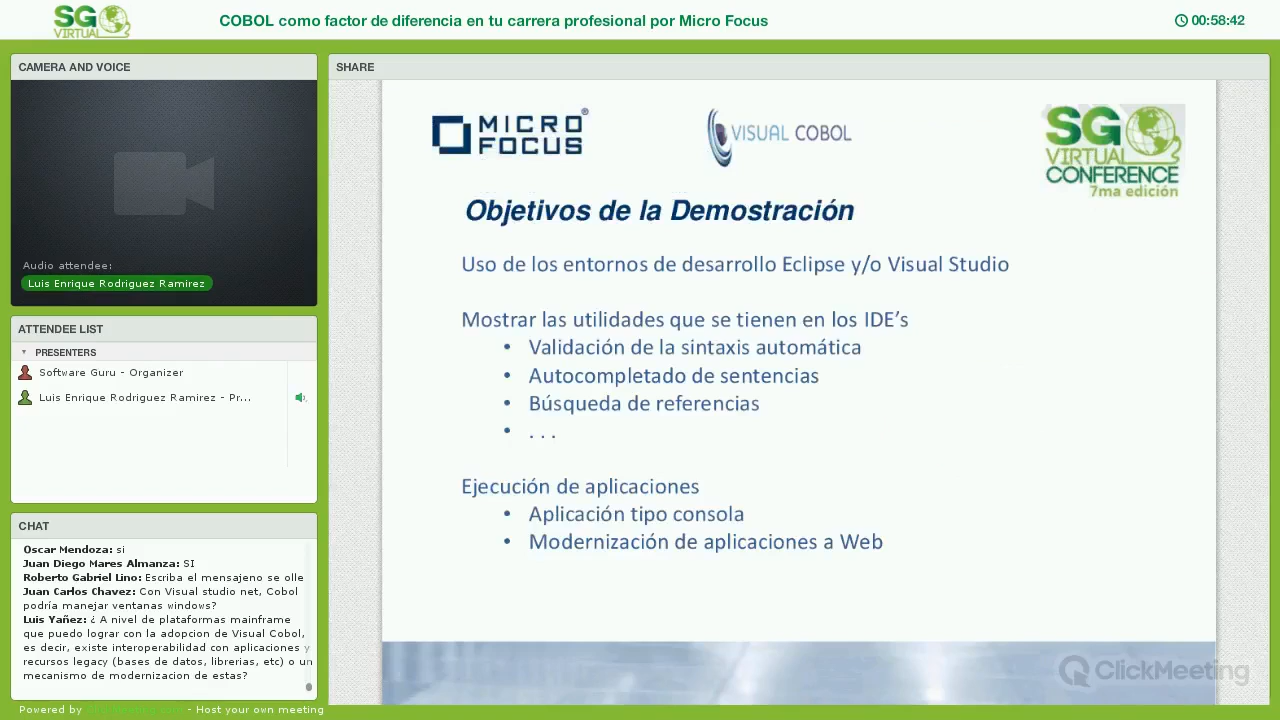 SG
VIRTUAL
COBOL como factor de diferencia en tu carrera profesional por Micro Focus
00:58:42
CAMERA AND VOICE
Audio attendee:
Luis Enrique Rodriguez Ramirez
ATTENDEE LIST
PRESENTERS
Software Guru - Organizer
Luis Enrique Rodriguez Ramirez - Pr...
CHAT
Oscar Mendoza: si
Juan Diego Mares Almanza: SI
Roberto Gabriel Lino: Escriba el mensajeno se olle
Juan Carlos Chavez: Con Visual studio net, Cobol
podría manejar ventanas windows?
Luis Yañez: ¿ A nivel de plataformas mainframe
que puedo lograr con la adopcion de Visual Cobol,
es decir, existe interoperabilidad con aplicaciones y
recursos legacy (bases de datos, librerias, etc) o un
mecanismo de modernizacion de estas?
Powered by - Host your own meeting
SHARE
MICRO
FOCUS®
VISUAL COBOL
SG
VIRTUAL
CONFERENCE
7ma edición
Objetivos de la Demostración
Uso de los entornos de desarrollo Eclipse y/o Visual Studio
Mostrar las utilidades que se tienen en los IDE's
• Validación de la sintaxis automática
• Autocompletado de sentencias
• Búsqueda de referencias
• . . .
Ejecución de aplicaciones
• Aplicación tipo consola
• Modernización de aplicaciones a Web
ClickMeeting